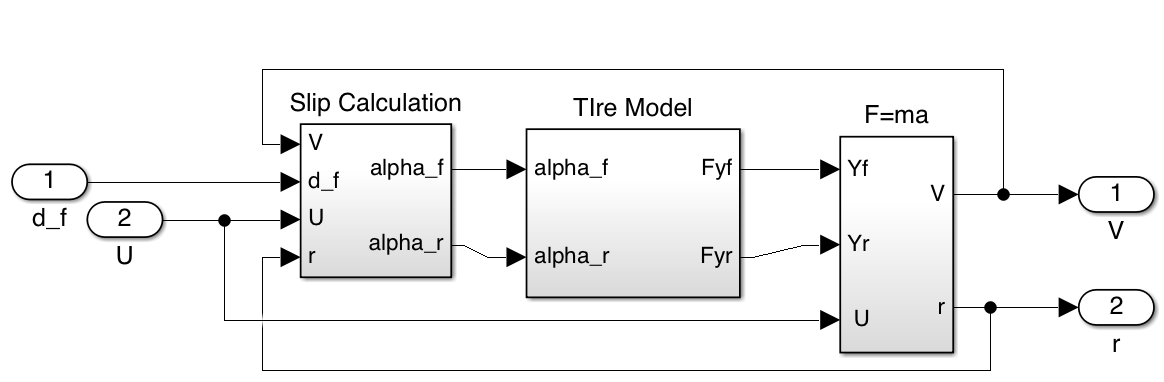 Slip Calculation
TIre Model
F=ma
V
d_f
U
r
alpha_f
alpha_r
alpha_f
alpha_r
Fyf
Fyr
Yf
Yr
U
V
r
1
d_f
2
U
1
V
2
r